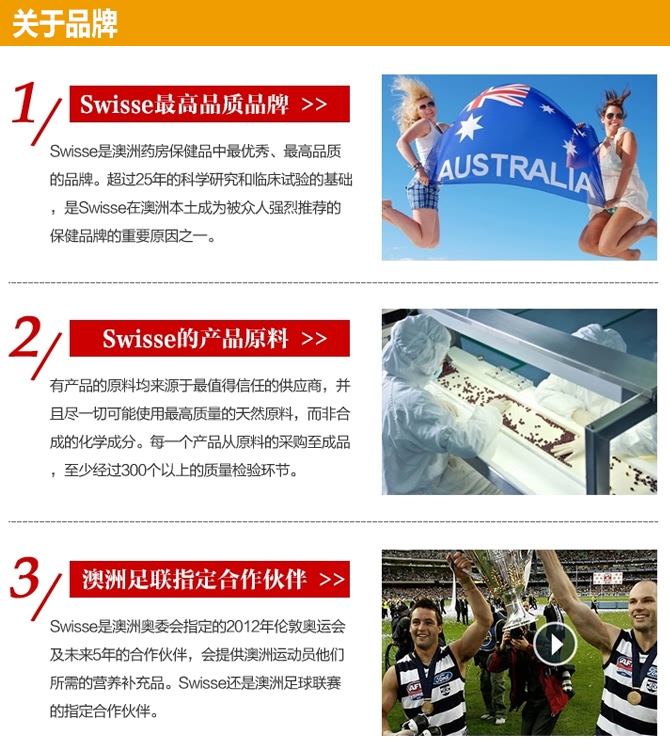 关于品牌
1/
Swisse最高品质品牌 >>
Swisse是澳洲药房保健品中最优秀、最高品质
的品牌。超过25年的科学研究和临床试验的基础
，是Swisse在澳洲本土成为被众人强烈推荐的
保健品牌的重要原因之一。
AUSTRALIA
2/
Swisse的产品原料 >>
有产品的原料均来源于最值得信任的供应商，并
且尽一切可能使用最高质量的天然原料，而非合
成的化学成分。每一个产品从原料的采购至成品
，至少经过300个以上的质量检验环节。
3/
澳洲足联指定合作伙伴 >>
Swisse是澳洲奥委会指定的2012年伦敦奥运会
及未来5年的合作伙伴，会提供澳洲运动员他们
所需的营养补充品。Swisse还是澳洲足球联赛
的指定合作伙伴。
AFL
Ford
AFL
Ford